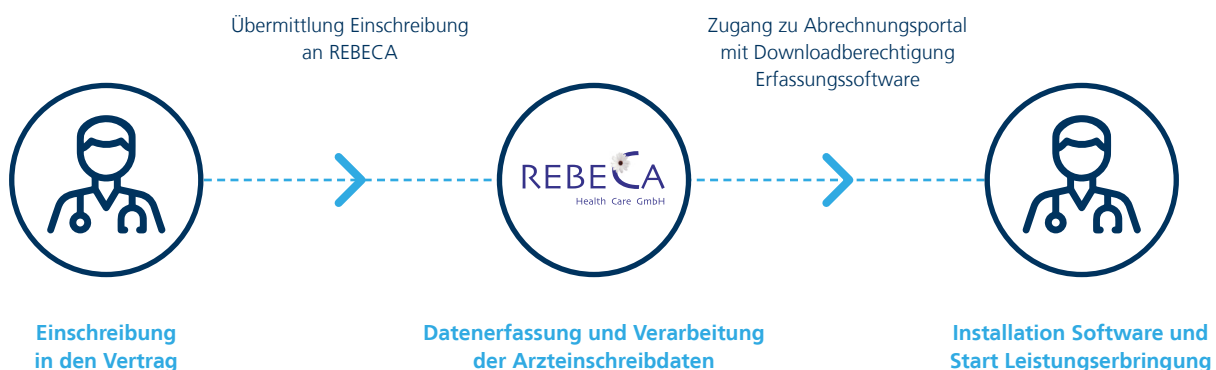 Übermittlung Einschreibung
an REBECA
Zugang zu Abrechnungsportal
mit Downloadberechtigung
Erfassungssoftware
REBECA
Health Care GmbH
Einschreibung
in den Vertrag
Datenerfassung und Verarbeitung
der Arzteinschreibdaten
Installation Software und
Start Leistungserbringung